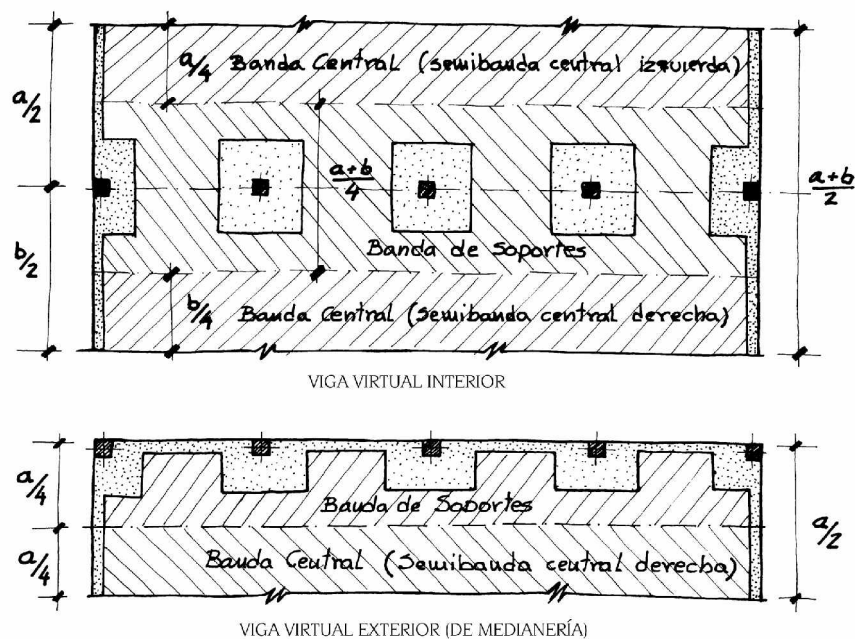 a/4 Banda Central (semibanda central izquierda)
a/2
a+b/4
a+b/2
b/2
Banda de Soportes
b/4 Banda Central (Semibanda central derecha)
VIGA VIRTUAL INTERIOR
a/4
Banda de Soportes
a/2
a/4
Banda Central (Semibanda central derecha)
VIGA VIRTUAL EXTERIOR (DE MEDIANERÍA)